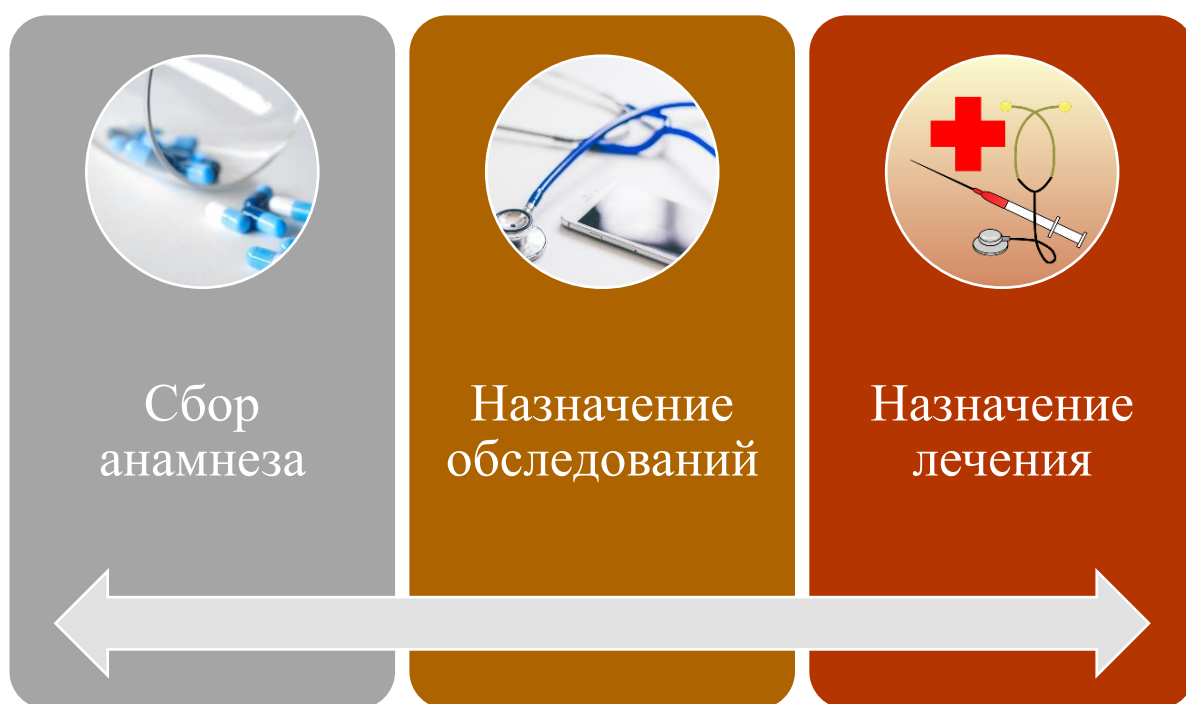 Сбор
анамнеза
Назначение
обследований
Назначение
лечения